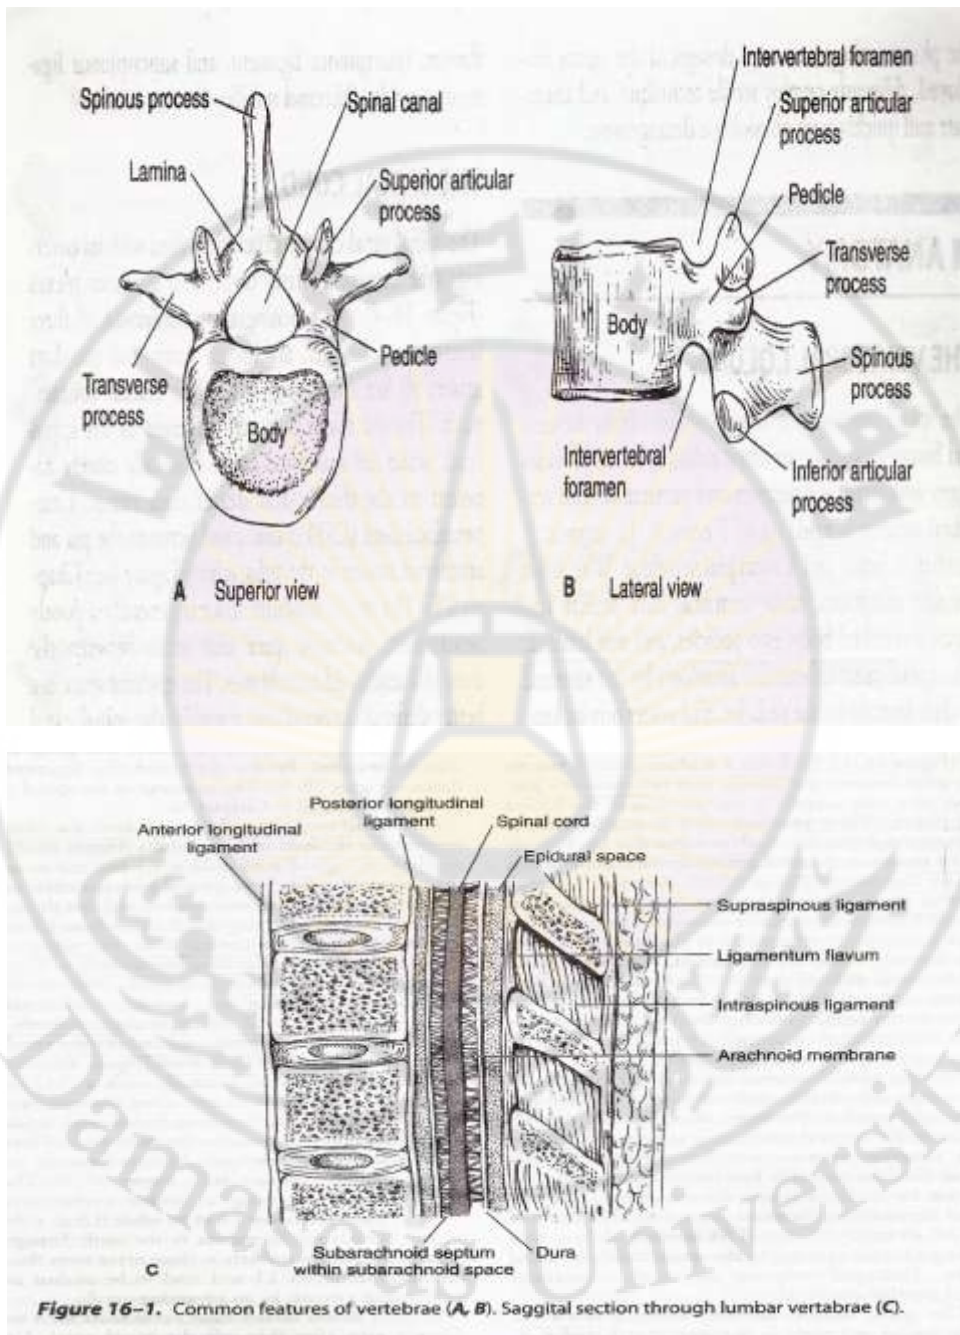 Spinous process
Spinal canal
Lamina
Superior articular
process
Transverse
process
Pedicle
Body
A Superior view
Intervertebral foramen
Superior articular
process
Pedicle
Transverse
process
Body
Spinous
process
Intervertebral
foramen
Inferior articular
process
B Lateral view
Posterior longitudinal
ligament
Spinal cord
Anterior longitudinal
ligament
Epidural space
Supraspinous ligament
Ligamentum flavum
Intraspinous ligament
Arachnoid membrane
Subarachnoid septum
within subarachnoid space
Dura
C
Figure 16–1. Common features of vertebrae (A, B). Saggital section through lumbar vertabrae (C).
Damascus University